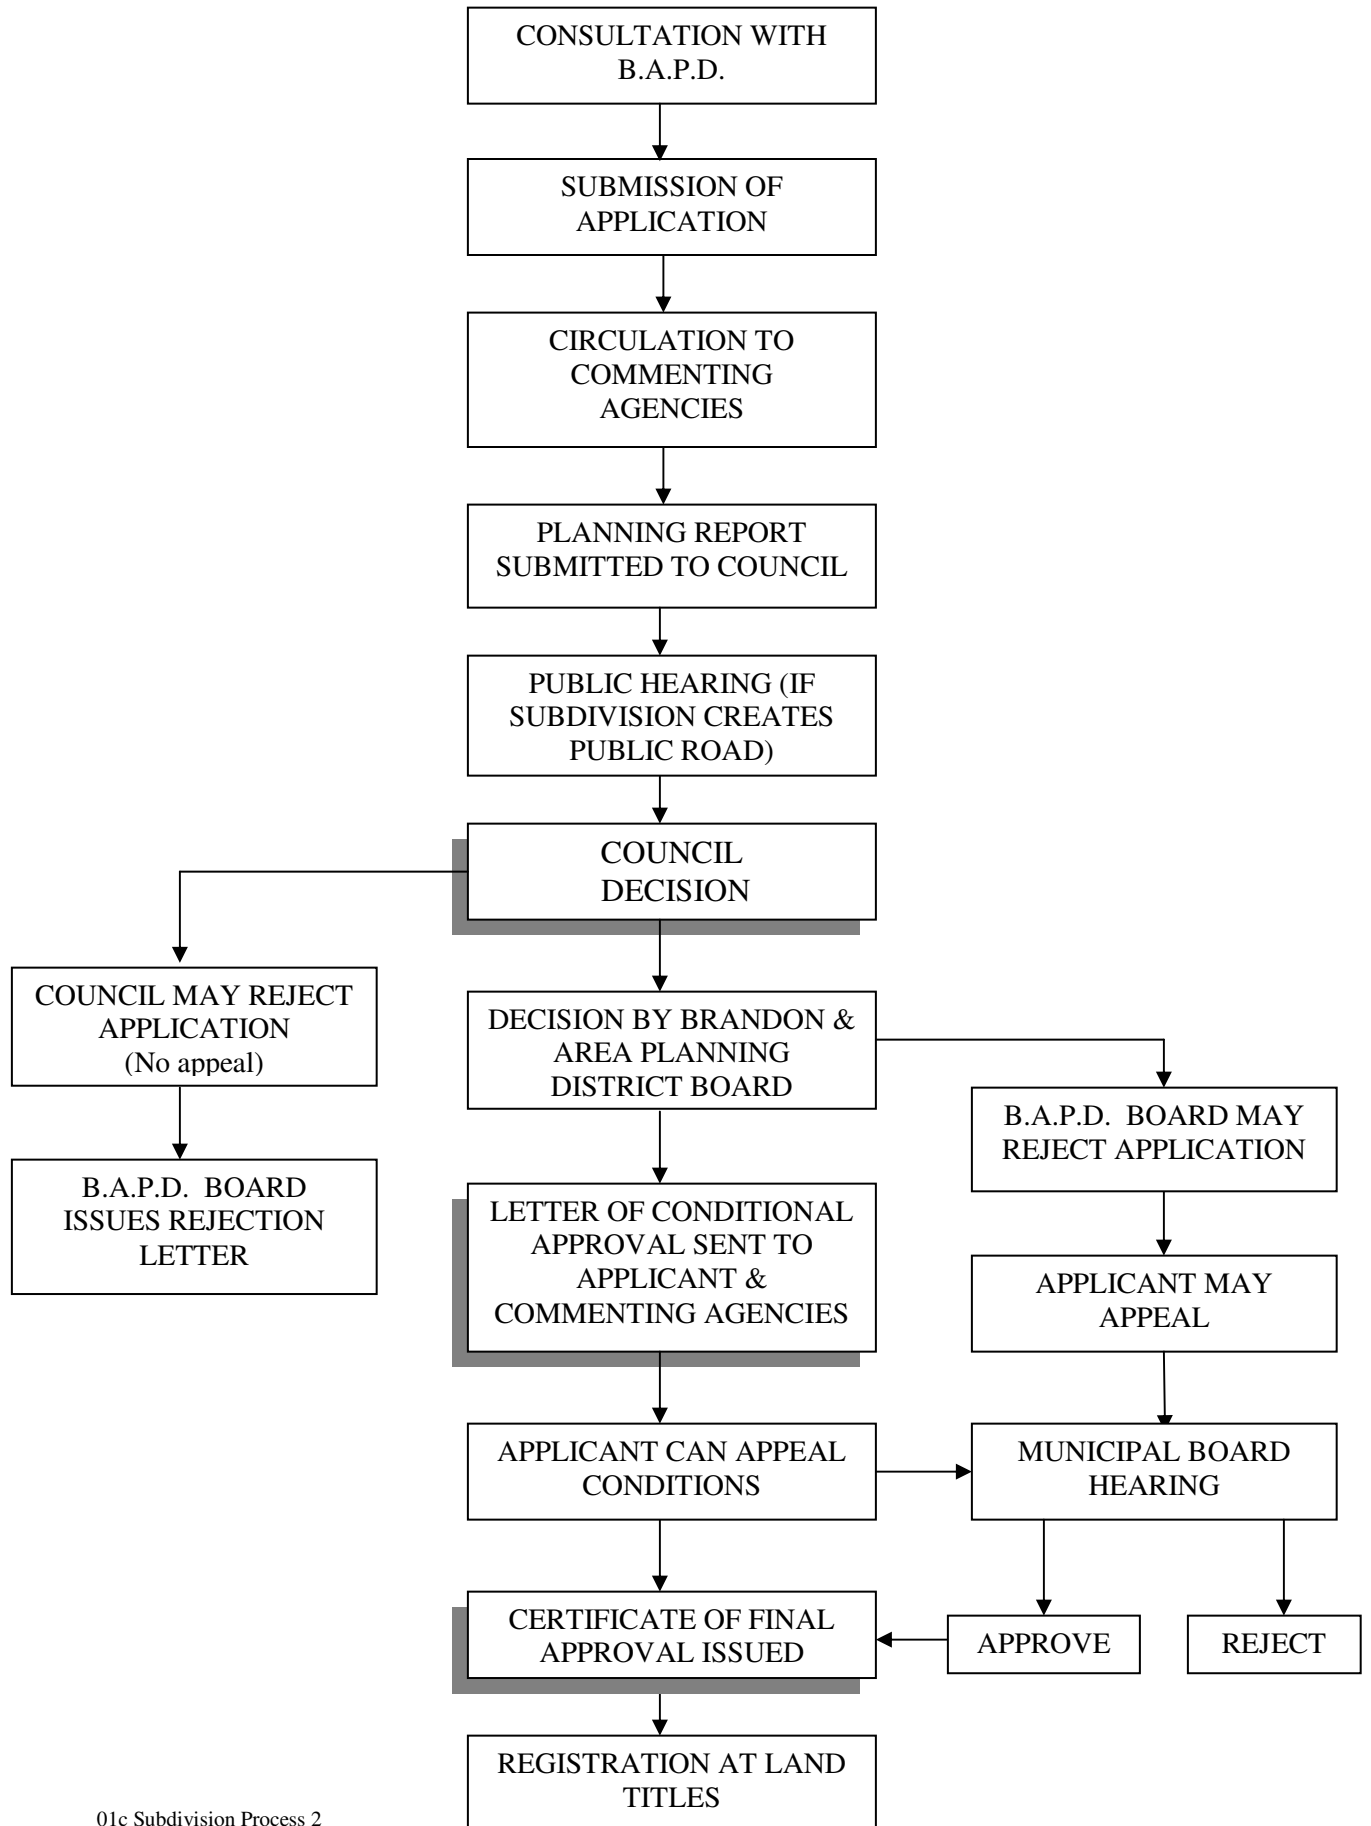 CONSULTATION WITH
B.A.P.D.
SUBMISSION OF
APPLICATION
CIRCULATION TO
COMMENTING
AGENCIES
PLANNING REPORT
SUBMITTED TO COUNCIL
PUBLIC HEARING (IF
SUBDIVISION CREATES
PUBLIC ROAD)
COUNCIL
DECISION
COUNCIL MAY REJECT
APPLICATION
(No appeal)
B.A.P.D. BOARD
ISSUES REJECTION
LETTER
DECISION BY BRANDON &
AREA PLANNING
DISTRICT BOARD
B.A.P.D. BOARD MAY
REJECT APPLICATION
LETTER OF CONDITIONAL
APPROVAL SENT TO
APPLICANT &
COMMENTING AGENCIES
APPLICANT MAY
APPEAL
APPLICANT CAN APPEAL
CONDITIONS
MUNICIPAL BOARD
HEARING
CERTIFICATE OF FINAL
APPROVAL ISSUED
APPROVE
REJECT
REGISTRATION AT LAND
TITLES
01c Subdivision Process 2